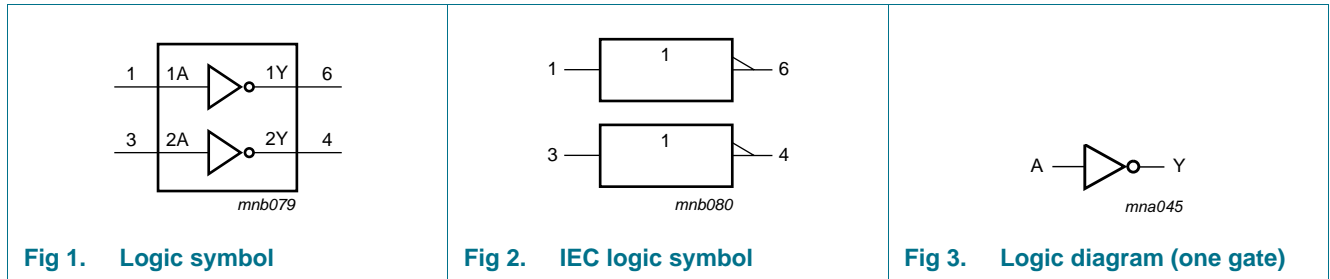 1 1A 1Y 6
3 2A 2Y 4
mnb079
Fig 1. Logic symbol
1 1 6
3 1 4
mnb080
Fig 2. IEC logic symbol
A Y
mna045
Fig 3. Logic diagram (one gate)